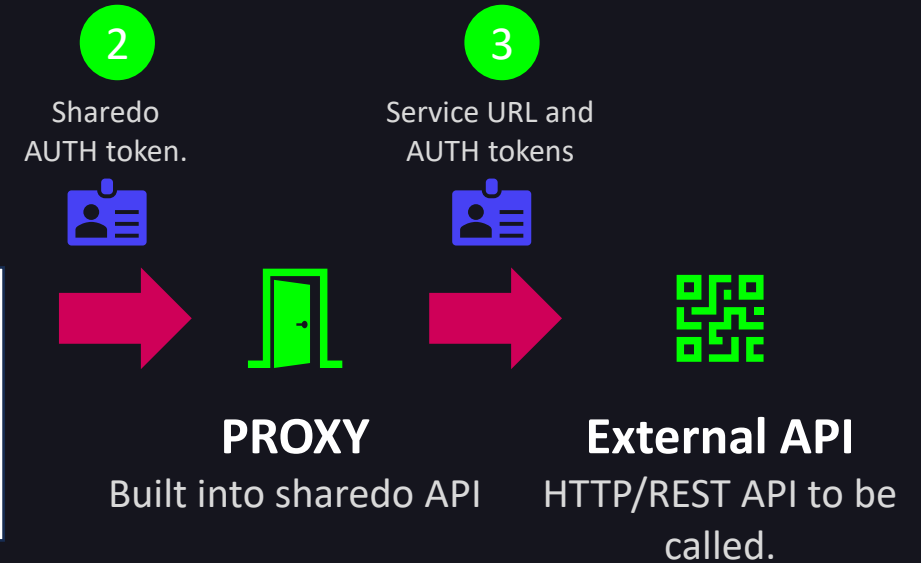 2
Sharedo
AUTH token.
3
Service URL and
AUTH tokens
PROXY
Built into sharedo API
External API
HTTP/REST API to be
called.